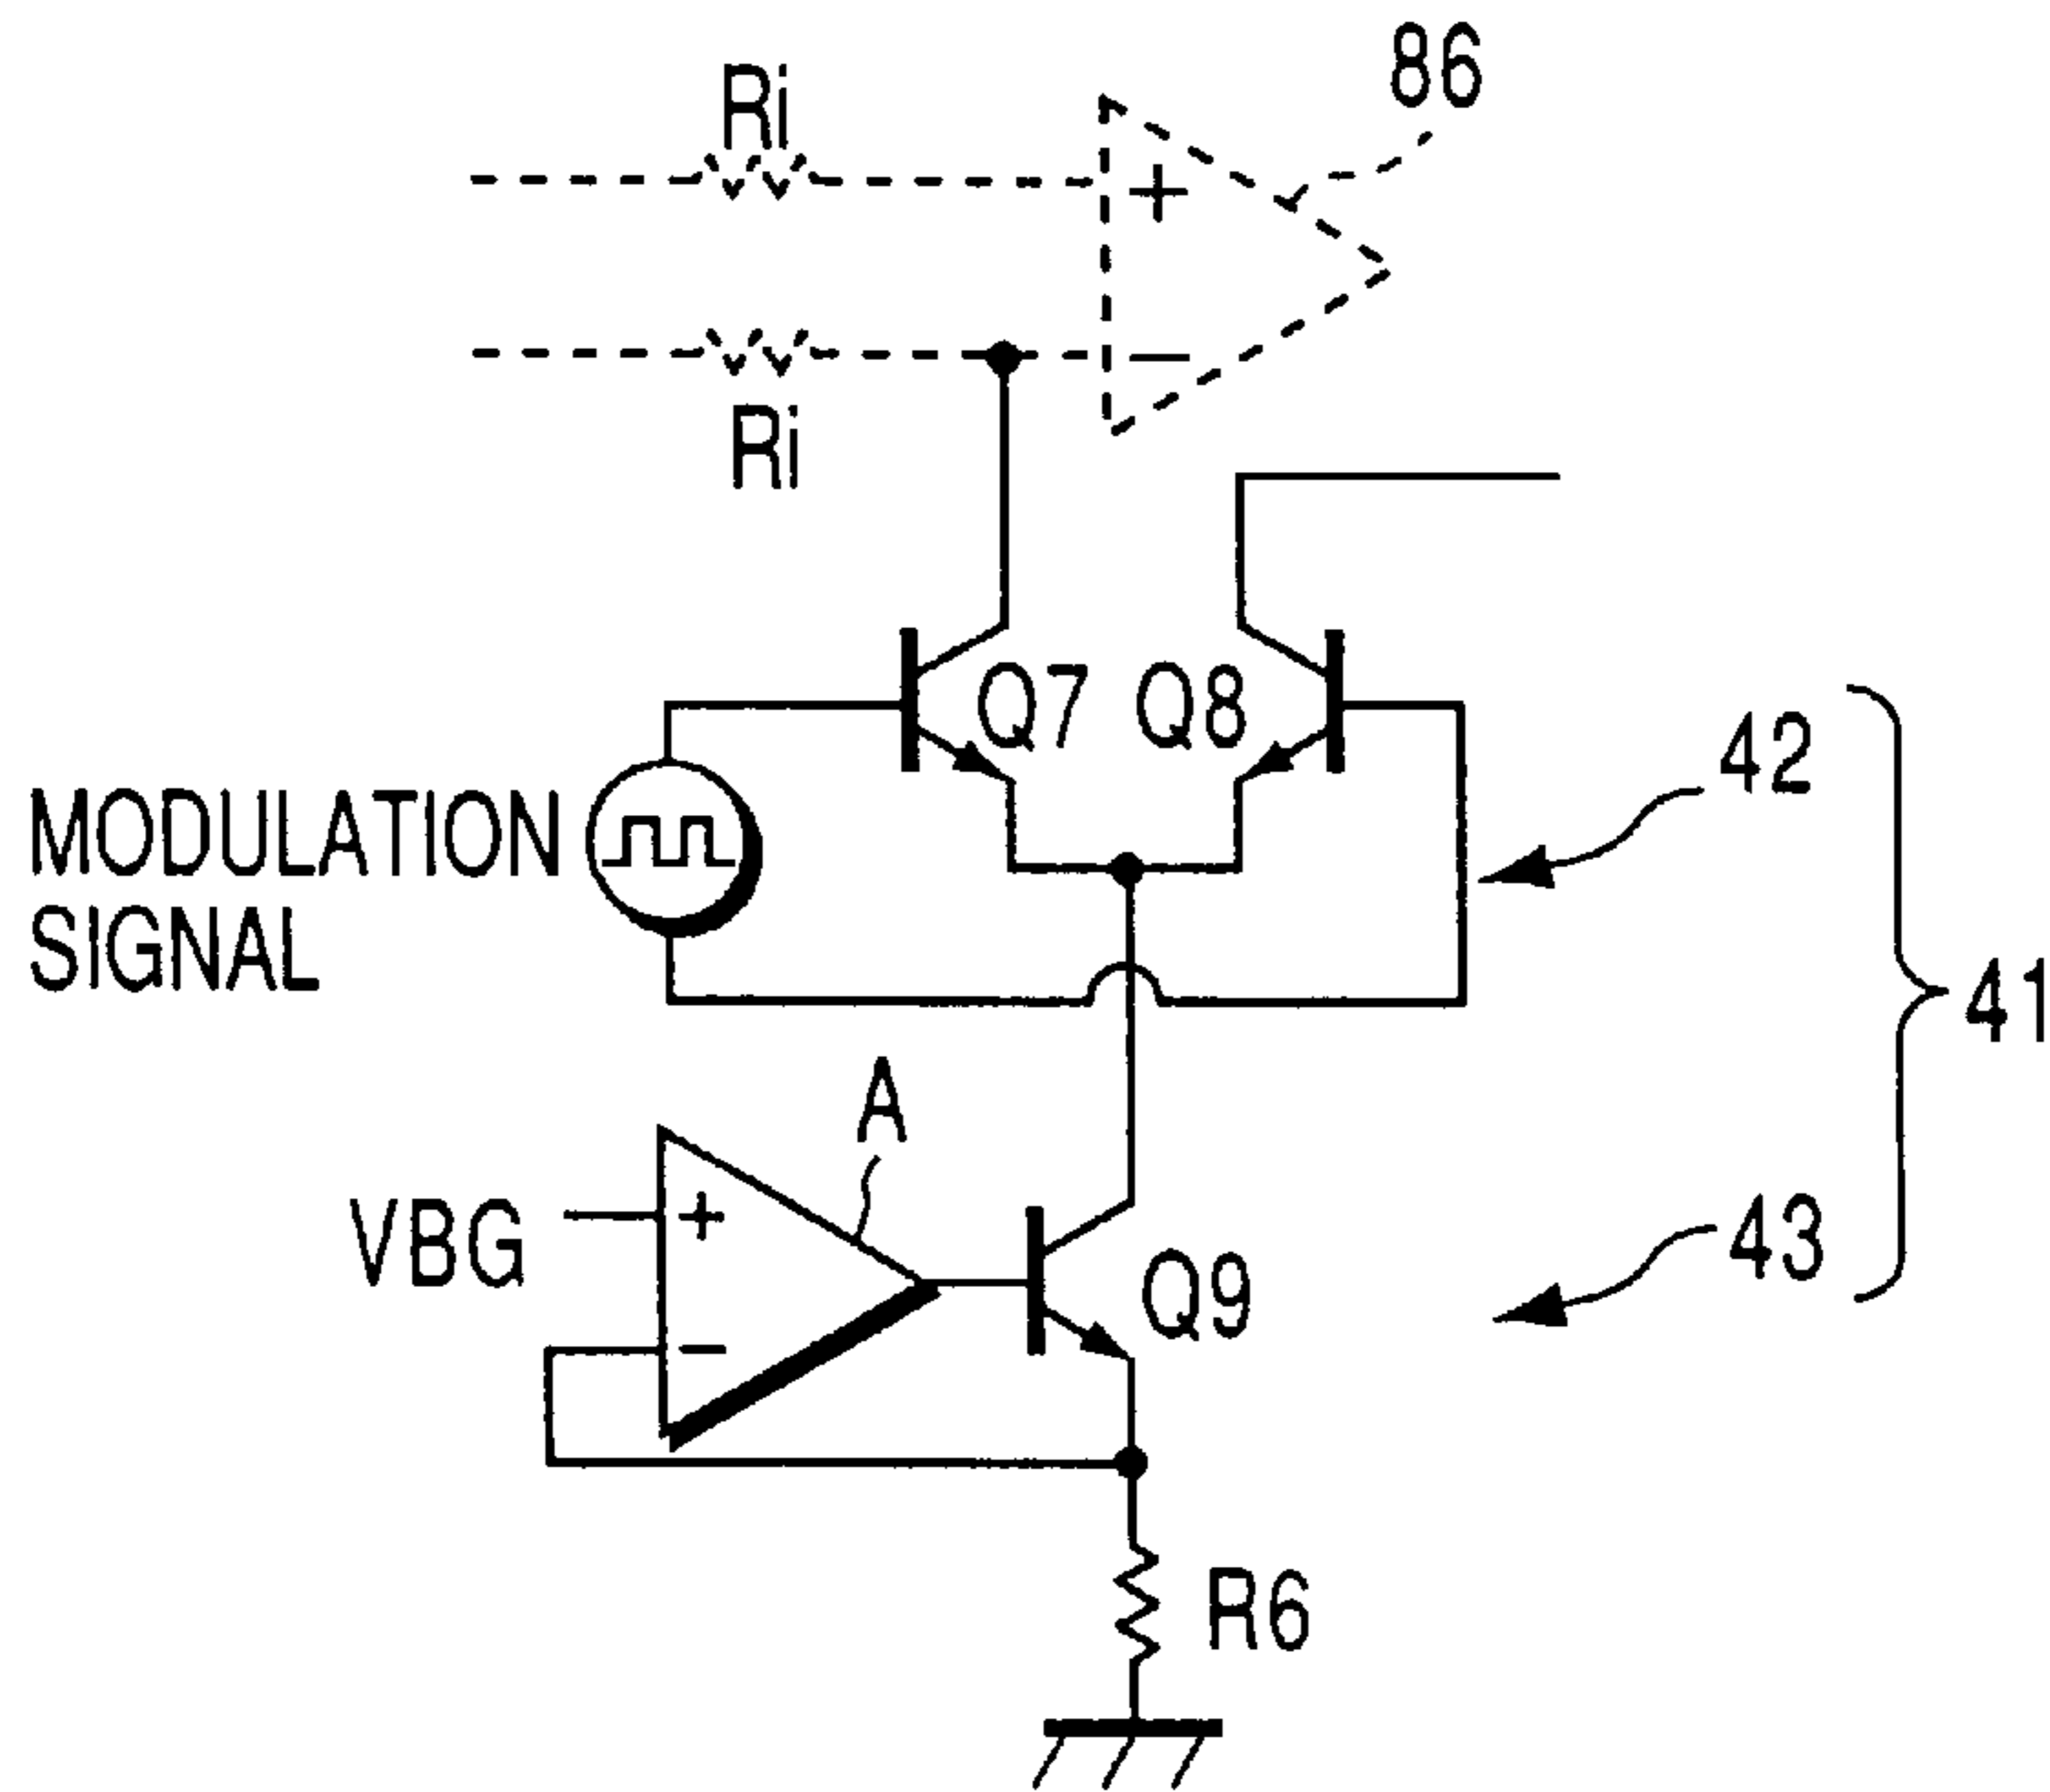 86
Ri
+
−
Ri
Q7
Q8
42
MODULATION
SIGNAL
41
A
VBG
+
−
Q9
43
R6